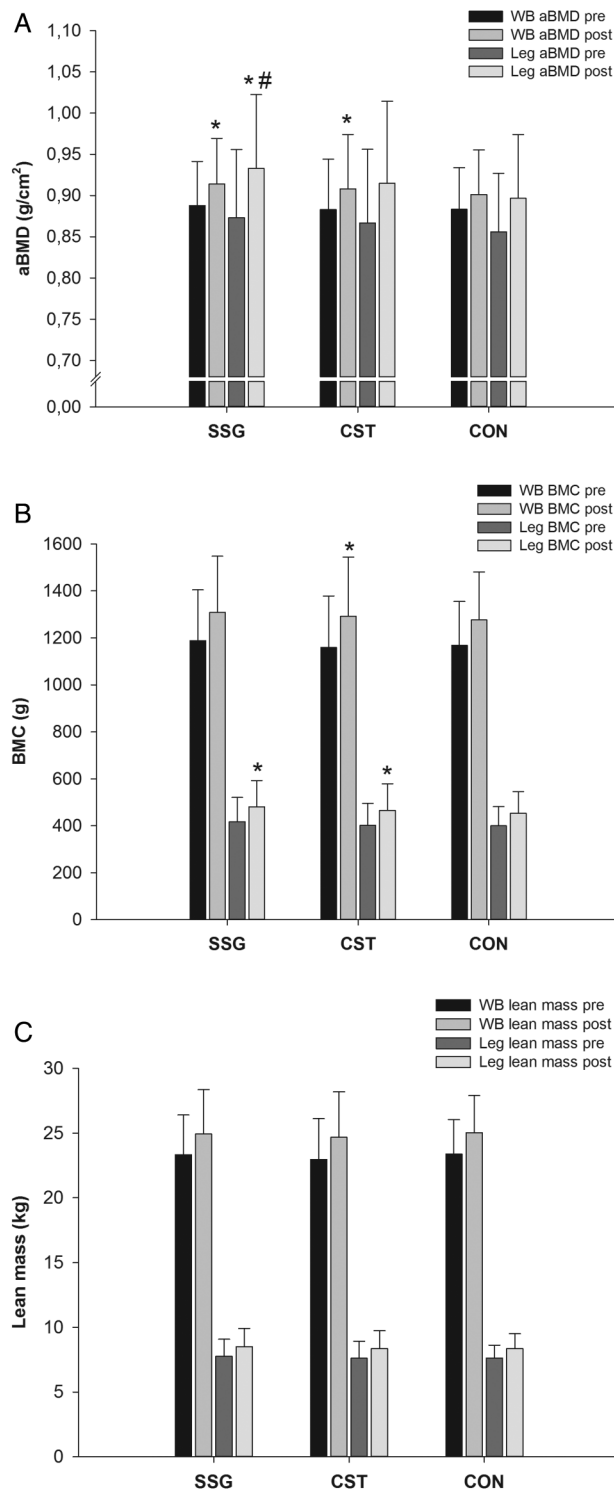 A
WB aBMD pre
WB aBMD post
Leg aBMD pre
Leg aBMD post
aBMD (g/cm²)
1,10
1,05
1,00
0,95
0,90
0,85
0,80
0,75
0,70
0,00
* * # *
SSG CST CON
B
WB BMC pre
WB BMC post
Leg BMC pre
Leg BMC post
BMC (g)
1600
1400
1200
1000
800
600
400
200
0
* * *
SSG CST CON
C
WB lean mass pre
WB lean mass post
Leg lean mass pre
Leg lean mass post
Lean mass (kg)
30
25
20
15
10
5
0
SSG CST CON